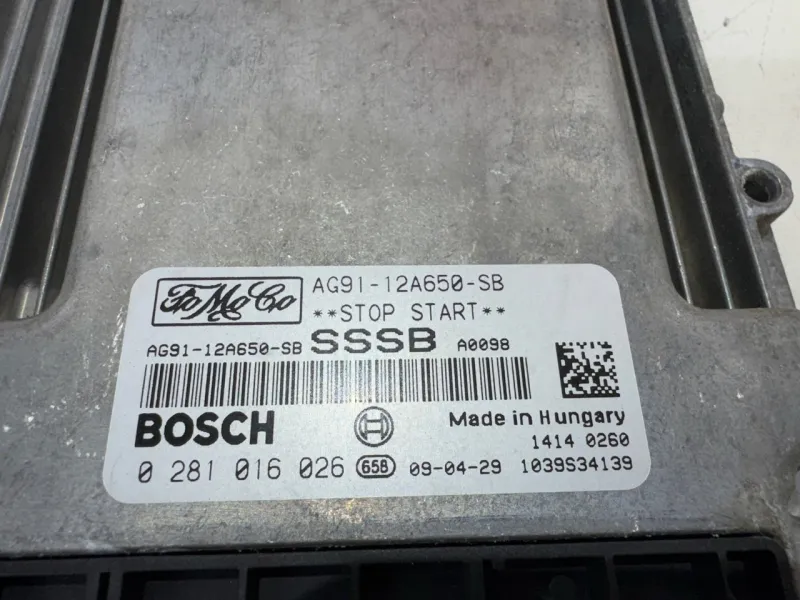 FoMoCo
AG91-12A650-SB
**STOP START**
AG91-12A650-SB SSSB A0098
BOSCH
Made in Hungary
1414 0260
0 281 016 026 65B 09-04-29 1039S34139